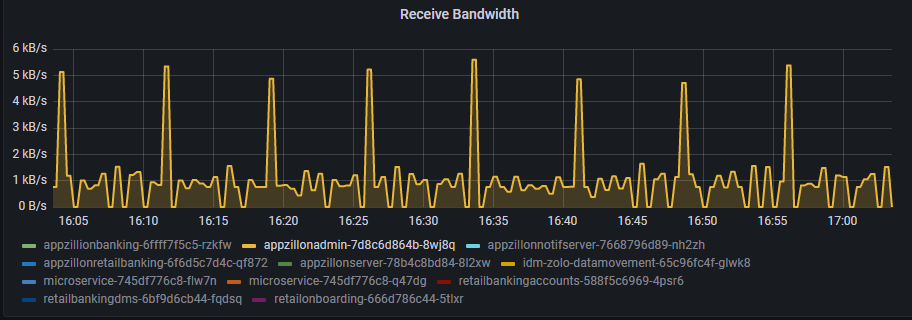 Receive Bandwidth
6 kB/s
5 kB/s
4 kB/s
3 kB/s
2 kB/s
1 kB/s
0 B/s
16:05 16:10 16:15 16:20 16:25 16:30 16:35 16:40 16:45 16:50 16:55 17:00
appzillionbanking-6ffff7f5c5-rzkfw appzillonadmin-7d8c6d864b-8wj8q appzillonnotifserver-7668796d89-nh2zh
appzillonretailbanking-6f6d5c7d4c-qf872 appzillonserver-78b4c8bd84-8l2xw idm-zolo-datamovement-65c96fc4f-glwk8
microservice-745df776c8-flw7n microservice-745df776c8-q47dg retailbankingaccounts-588f5c6969-4psr6
retailbankingdms-6bf9d6cb44-fqdsq retailonboarding-666d786c44-5tlxr